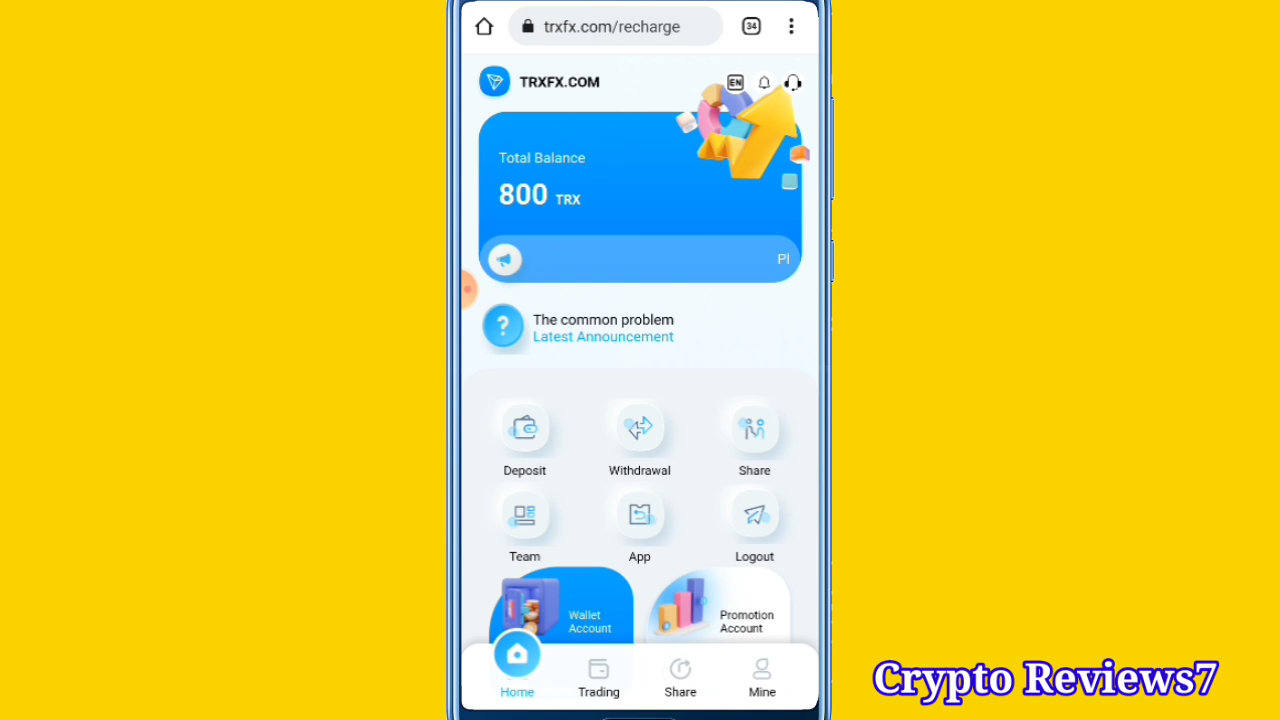 trxfx.com/recharge
34
TRXFX.COM
EN
Total Balance
800 TRX
Pl
?
The common problem
Latest Announcement
Deposit
Withdrawal
Share
Team
App
Logout
Wallet
Account
Promotion
Account
Home
Trading
Share
Mine
Crypto Reviews7